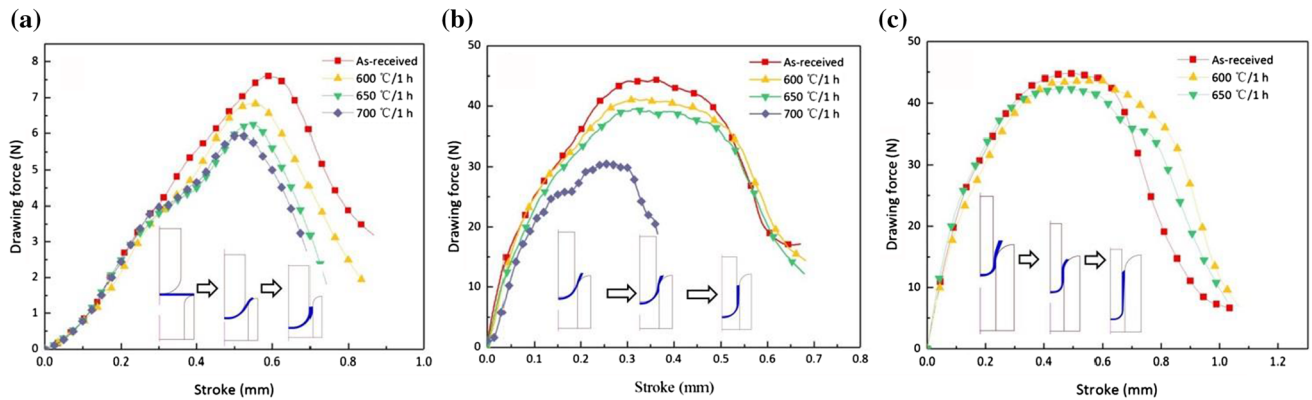 (a)
Drawing force (N)
8
7
6
5
4
3
2
1
0
0.0 0.2 0.4 0.6 0.8 1.0
Stroke (mm)
As-received
600 ℃/1 h
650 ℃/1 h
700 ℃/1 h
(b)
Drawing force (N)
50
40
30
20
10
0
0.0 0.1 0.2 0.3 0.4 0.5 0.6 0.7 0.8
Stroke (mm)
As-received
600 ℃/1 h
650 ℃/1 h
700 ℃/1 h
(c)
Drawing force (N)
50
40
30
20
10
0
0.0 0.2 0.4 0.6 0.8 1.0 1.2
Stroke (mm)
As-received
600 ℃/1 h
650 ℃/1 h